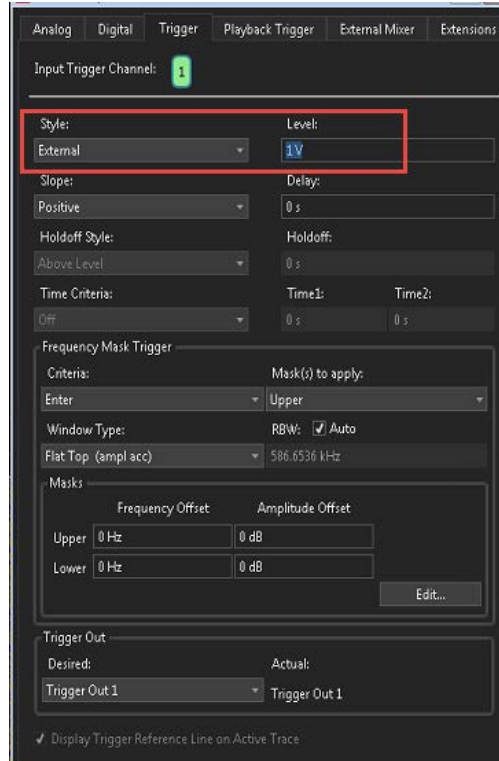 Analog Digital Trigger Playback Trigger External Mixer Extensions
Input Trigger Channel: 1
Style: Level:
External 1 V
Slope: Delay:
Positive 0 s
Holdoff Style: Holdoff:
Above Level 0 s
Time Criteria: Time1: Time2:
Off 0 s 0 s
Frequency Mask Trigger
Criteria: Mask(s) to apply:
Enter Upper
Window Type: RBW: ✓ Auto
Flat Top (ampl acc) 586.6536 kHz
Masks
Frequency Offset Amplitude Offset
Upper 0 Hz 0 dB
Lower 0 Hz 0 dB
Edit...
Trigger Out
Desired: Actual:
Trigger Out 1 Trigger Out 1
✓ Display Trigger Reference Line on Active Trace